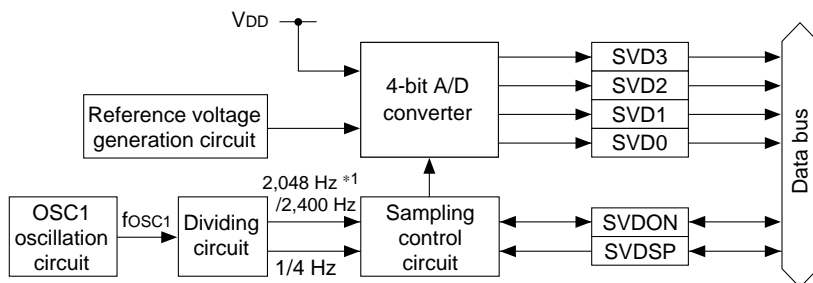 VDD
4-bit A/D
converter
SVD3
SVD2
SVD1
SVD0
Data bus
Reference voltage
generation circuit
2,048 Hz *1
/2,400 Hz
OSC1
oscillation
circuit
fOSC1
Dividing
circuit
1/4 Hz
Sampling
control
circuit
SVDON
SVDSP